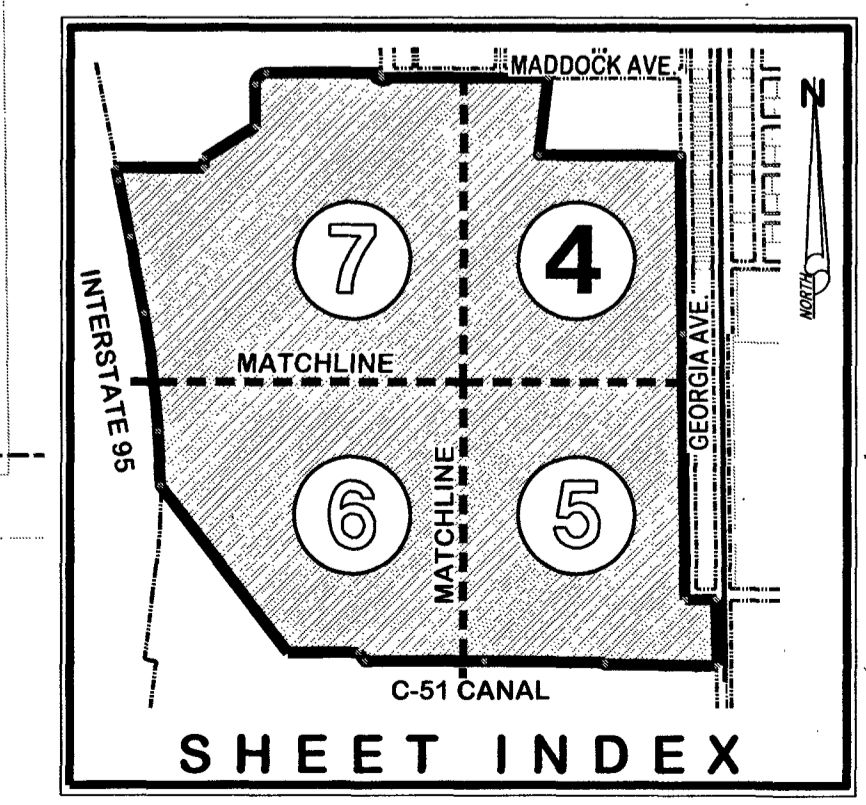 MADDOCK AVE.
N
7
4
NORTH
INTERSTATE 95
MATCHLINE
GEORGIA AVE.
6
MATCHLINE
5
C-51 CANAL
SHEET INDEX